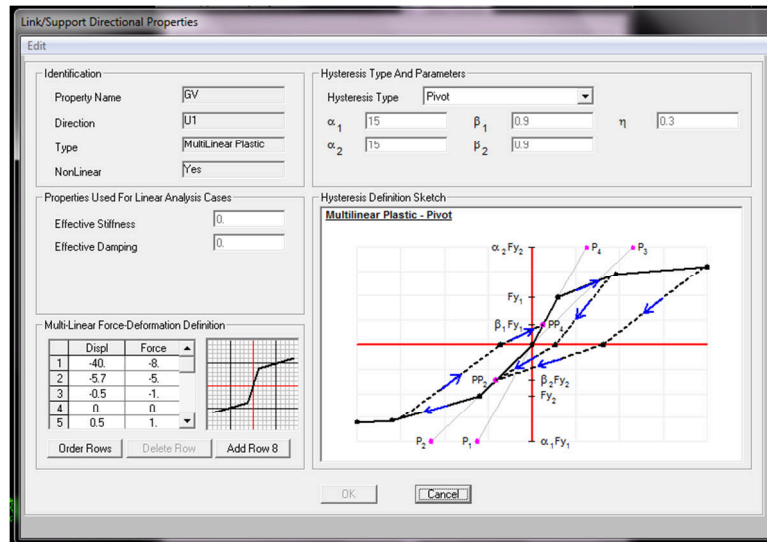 Link/Support Directional Properties
Edit
Identification
Property Name GV
Direction U1
Type MultiLinear Plastic
NonLinear Yes
Hysteresis Type And Parameters
Hysteresis Type Pivot
α1 15 β1 0.9 η 0.3
α2 15 β2 0.9
Properties Used For Linear Analysis Cases
Effective Stiffness 0.
Effective Damping 0.
Hysteresis Definition Sketch
Multilinear Plastic - Pivot
α2Fy2 P4 P3
Fy1
β1Fy1 PP4
PP2 β2Fy2
Fy2
P2 P1 α1Fy1
Multi-Linear Force-Deformation Definition
Displ Force
1 -40. -8.
2 -5.7 -5.
3 -0.5 -1.
4 0. 0.
5 0.5 1.
Order Rows Delete Row Add Row 8
OK Cancel